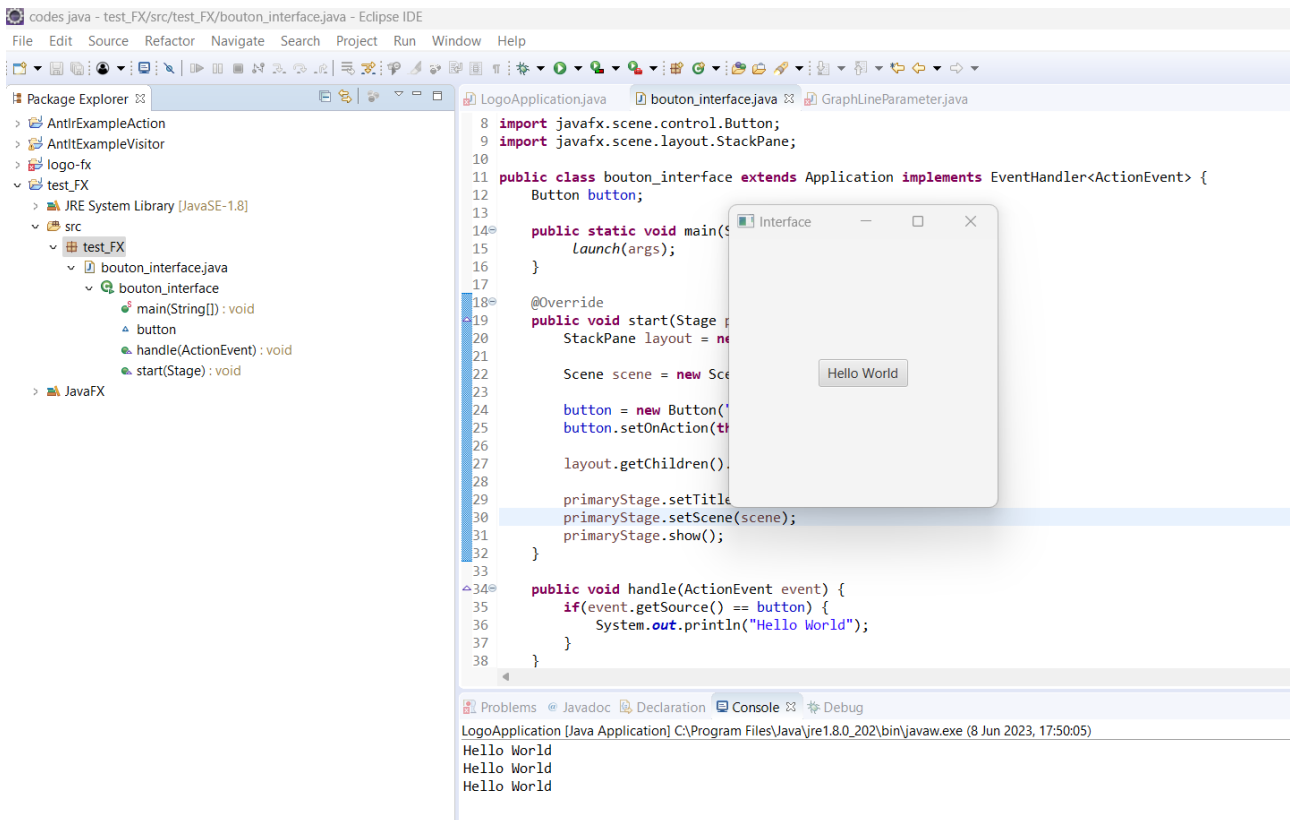 codes java - test_FX/src/test_FX/bouton_interface.java - Eclipse IDE
File Edit Source Refactor Navigate Search Project Run Window Help
Package Explorer
AntlrExampleAction
AntltExampleVisitor
logo-fx
test_FX
JRE System Library [JavaSE-1.8]
src
test_FX
bouton_interface.java
bouton_interface
main(String[]) : void
button
handle(ActionEvent) : void
start(Stage) : void
JavaFX
LogoApplication.java bouton_interface.java GraphLineParameter.java
8 import javafx.scene.control.Button;
9 import javafx.scene.layout.StackPane;
10
11 public class bouton_interface extends Application implements EventHandler<ActionEvent> {
12 Button button;
13
14 public static void main(S
15 launch(args);
16 }
17
18 @Override
19 public void start(Stage p
20 StackPane layout = ne
21
22 Scene scene = new Sce
23
24 button = new Button("
25 button.setOnAction(th
26
27 layout.getChildren().
28
29 primaryStage.setTitle
30 primaryStage.setScene(scene);
31 primaryStage.show();
32 }
33
34 public void handle(ActionEvent event) {
35 if(event.getSource() == button) {
36 System.out.println("Hello World");
37 }
38 }
Interface
Hello World
Problems Javadoc Declaration Console Debug
LogoApplication [Java Application] C:\Program Files\Java\jre1.8.0_202\bin\javaw.exe (8 Jun 2023, 17:50:05)
Hello World
Hello World
Hello World